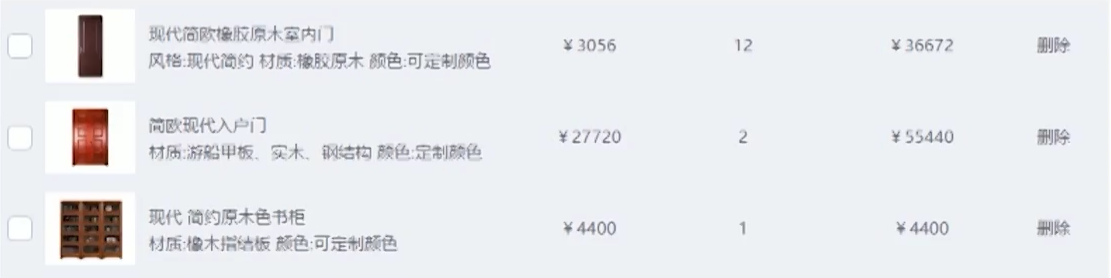 现代简欧橡胶原木室内门
风格:现代简约 材质:橡胶原木 颜色:可定制颜色
¥3056
12
¥36672
删除
简欧现代入户门
材质:游船甲板、实木、钢结构 颜色:定制颜色
¥27720
2
¥55440
删除
现代 简约原木色书柜
材质:橡木指结板 颜色:可定制颜色
¥4400
1
¥4400
删除